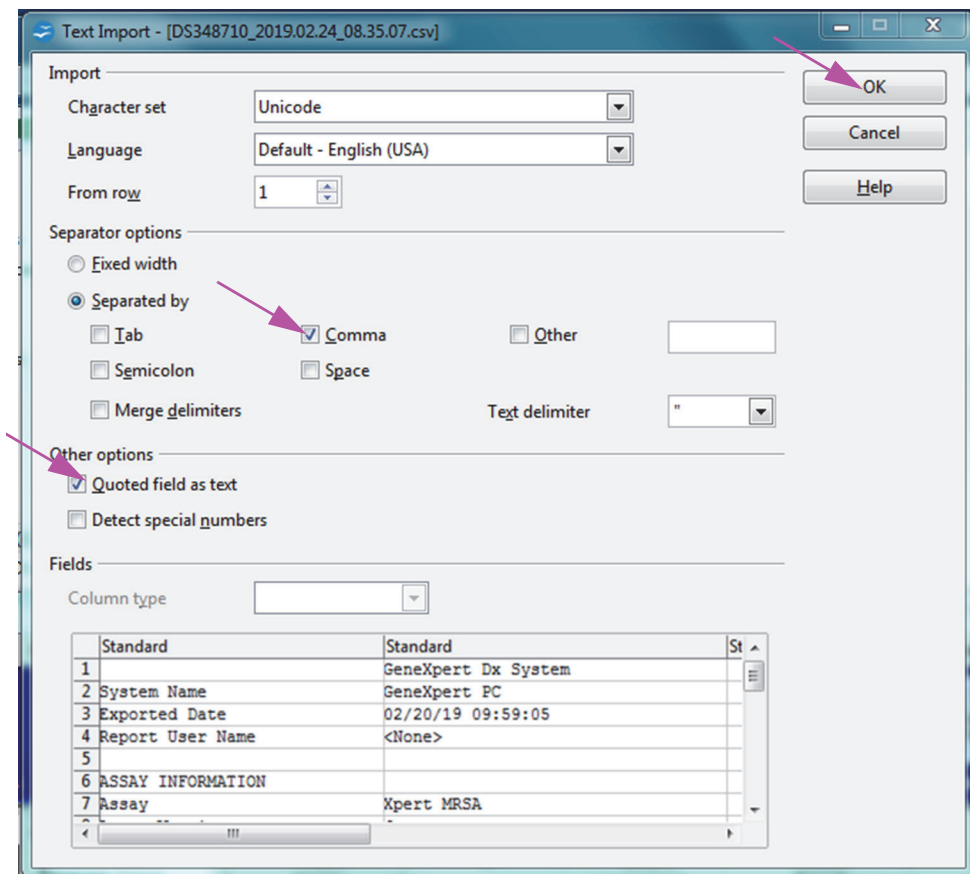 Text Import - [DS348710_2019.02.24_08.35.07.csv]
Import
OK
Character set Unicode
Cancel
Language Default - English (USA)
From row 1
Help
Separator options
Fixed width
Separated by
Tab Comma Other
Semicolon Space
Merge delimiters Text delimiter "
Other options
Quoted field as text
Detect special numbers
Fields
Column type
Standard Standard St
1 GeneXpert Dx System
2 System Name GeneXpert PC
3 Exported Date 02/20/19 09:59:05
4 Report User Name <None>
5
6 ASSAY INFORMATION
7 Assay Xpert MRSA